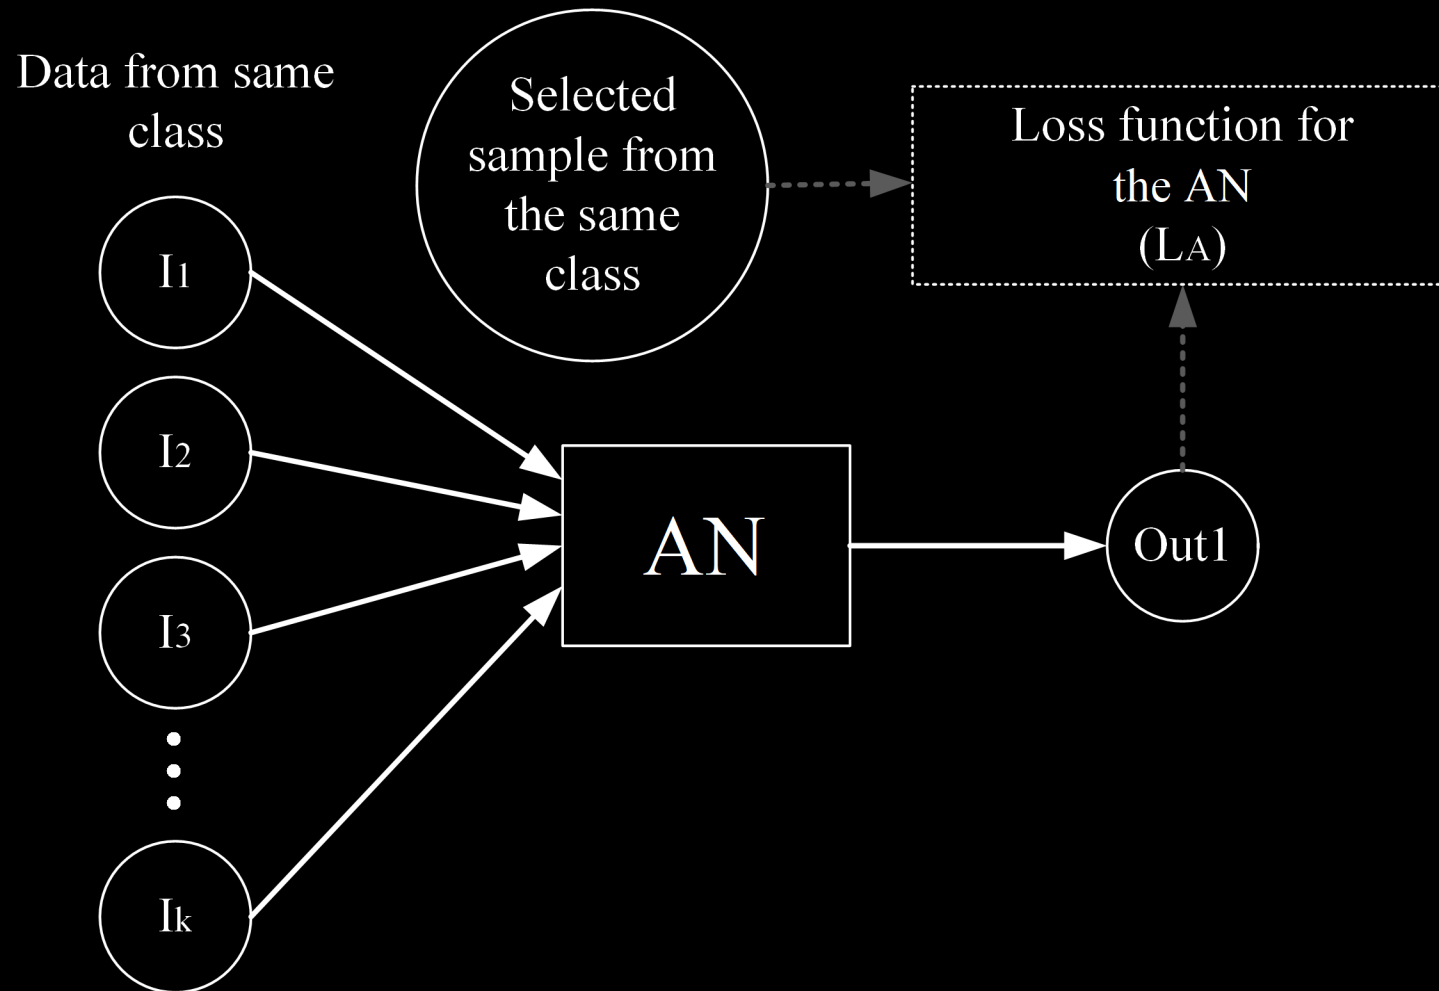 Data from same
class
Selected
sample from
the same
class
Loss function for
the AN
(LA)
I1
I2
I3
Ik
AN
Out1